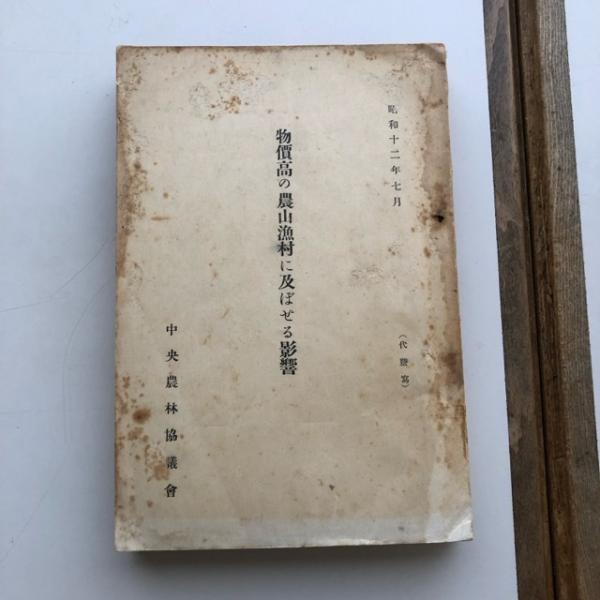 昭和十二年七月
(代謄寫)
物價高の農山漁村に及ばせる影響
中央農林協議會